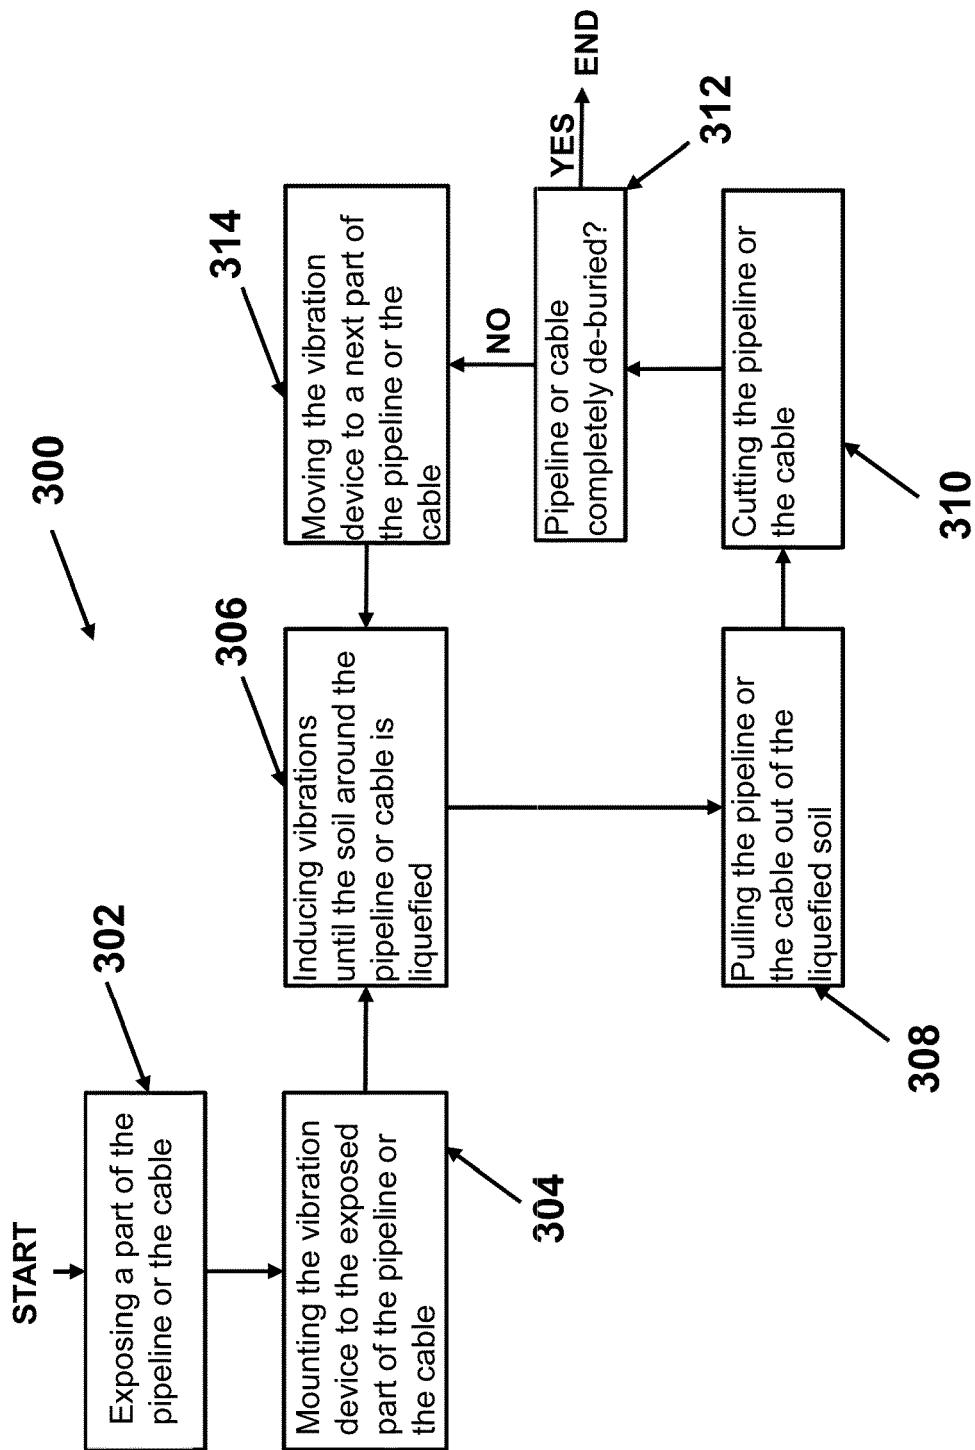 300
START
Exposing a part of the
pipeline or the cable
302
Mounting the vibration
device to the exposed
part of the pipeline or
the cable
304
Inducing vibrations
until the soil around the
pipeline or cable is
liquefied
306
Pulling the pipeline or
the cable out of the
liquefied soil
308
Cutting the pipeline or
the cable
310
Pipeline or cable
completely de-buried?
312
YES
END
NO
Moving the vibration
device to a next part of
the pipeline or the
cable
314